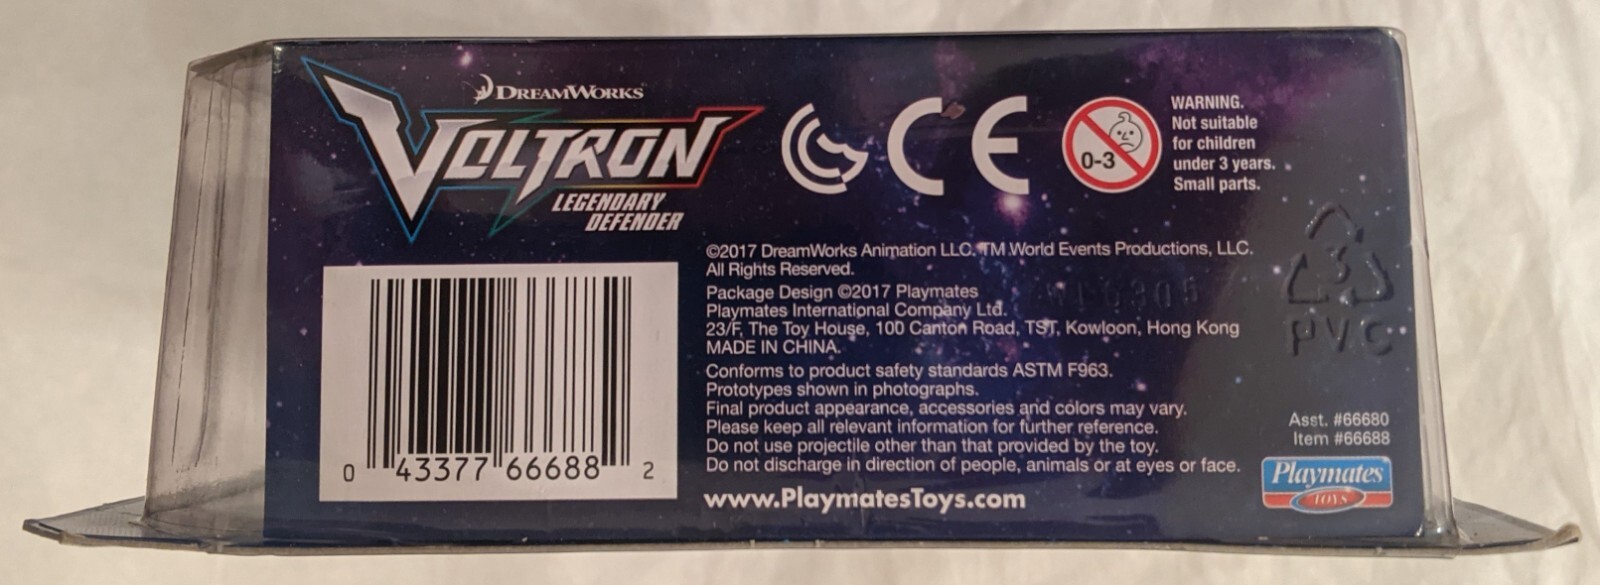 DREAMWORKS
VOLTRON
LEGENDARY
DEFENDER
CE
0-3
WARNING.
Not suitable
for children
under 3 years.
Small parts.
©2017 DreamWorks Animation LLC. TM World Events Productions, LLC.
All Rights Reserved.
Package Design ©2017 Playmates
Playmates International Company Ltd.
23/F, The Toy House, 100 Canton Road, TST, Kowloon, Hong Kong
MADE IN CHINA.
Conforms to product safety standards ASTM F963.
Prototypes shown in photographs.
Final product appearance, accessories and colors may vary.
Please keep all relevant information for further reference.
Do not use projectile other than that provided by the toy.
Do not discharge in direction of people, animals or at eyes or face.
www.PlaymatesToys.com
0 43377 66688 2
3
PVC
Asst. #66680
Item #66688
Playmates
TOYS